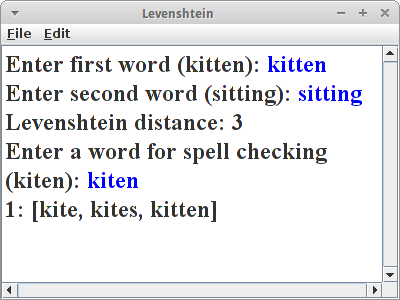 Levenshtein
File Edit
Enter first word (kitten): kitten
Enter second word (sitting): sitting
Levenshtein distance: 3
Enter a word for spell checking
(kiten): kiten
1: [kite, kites, kitten]